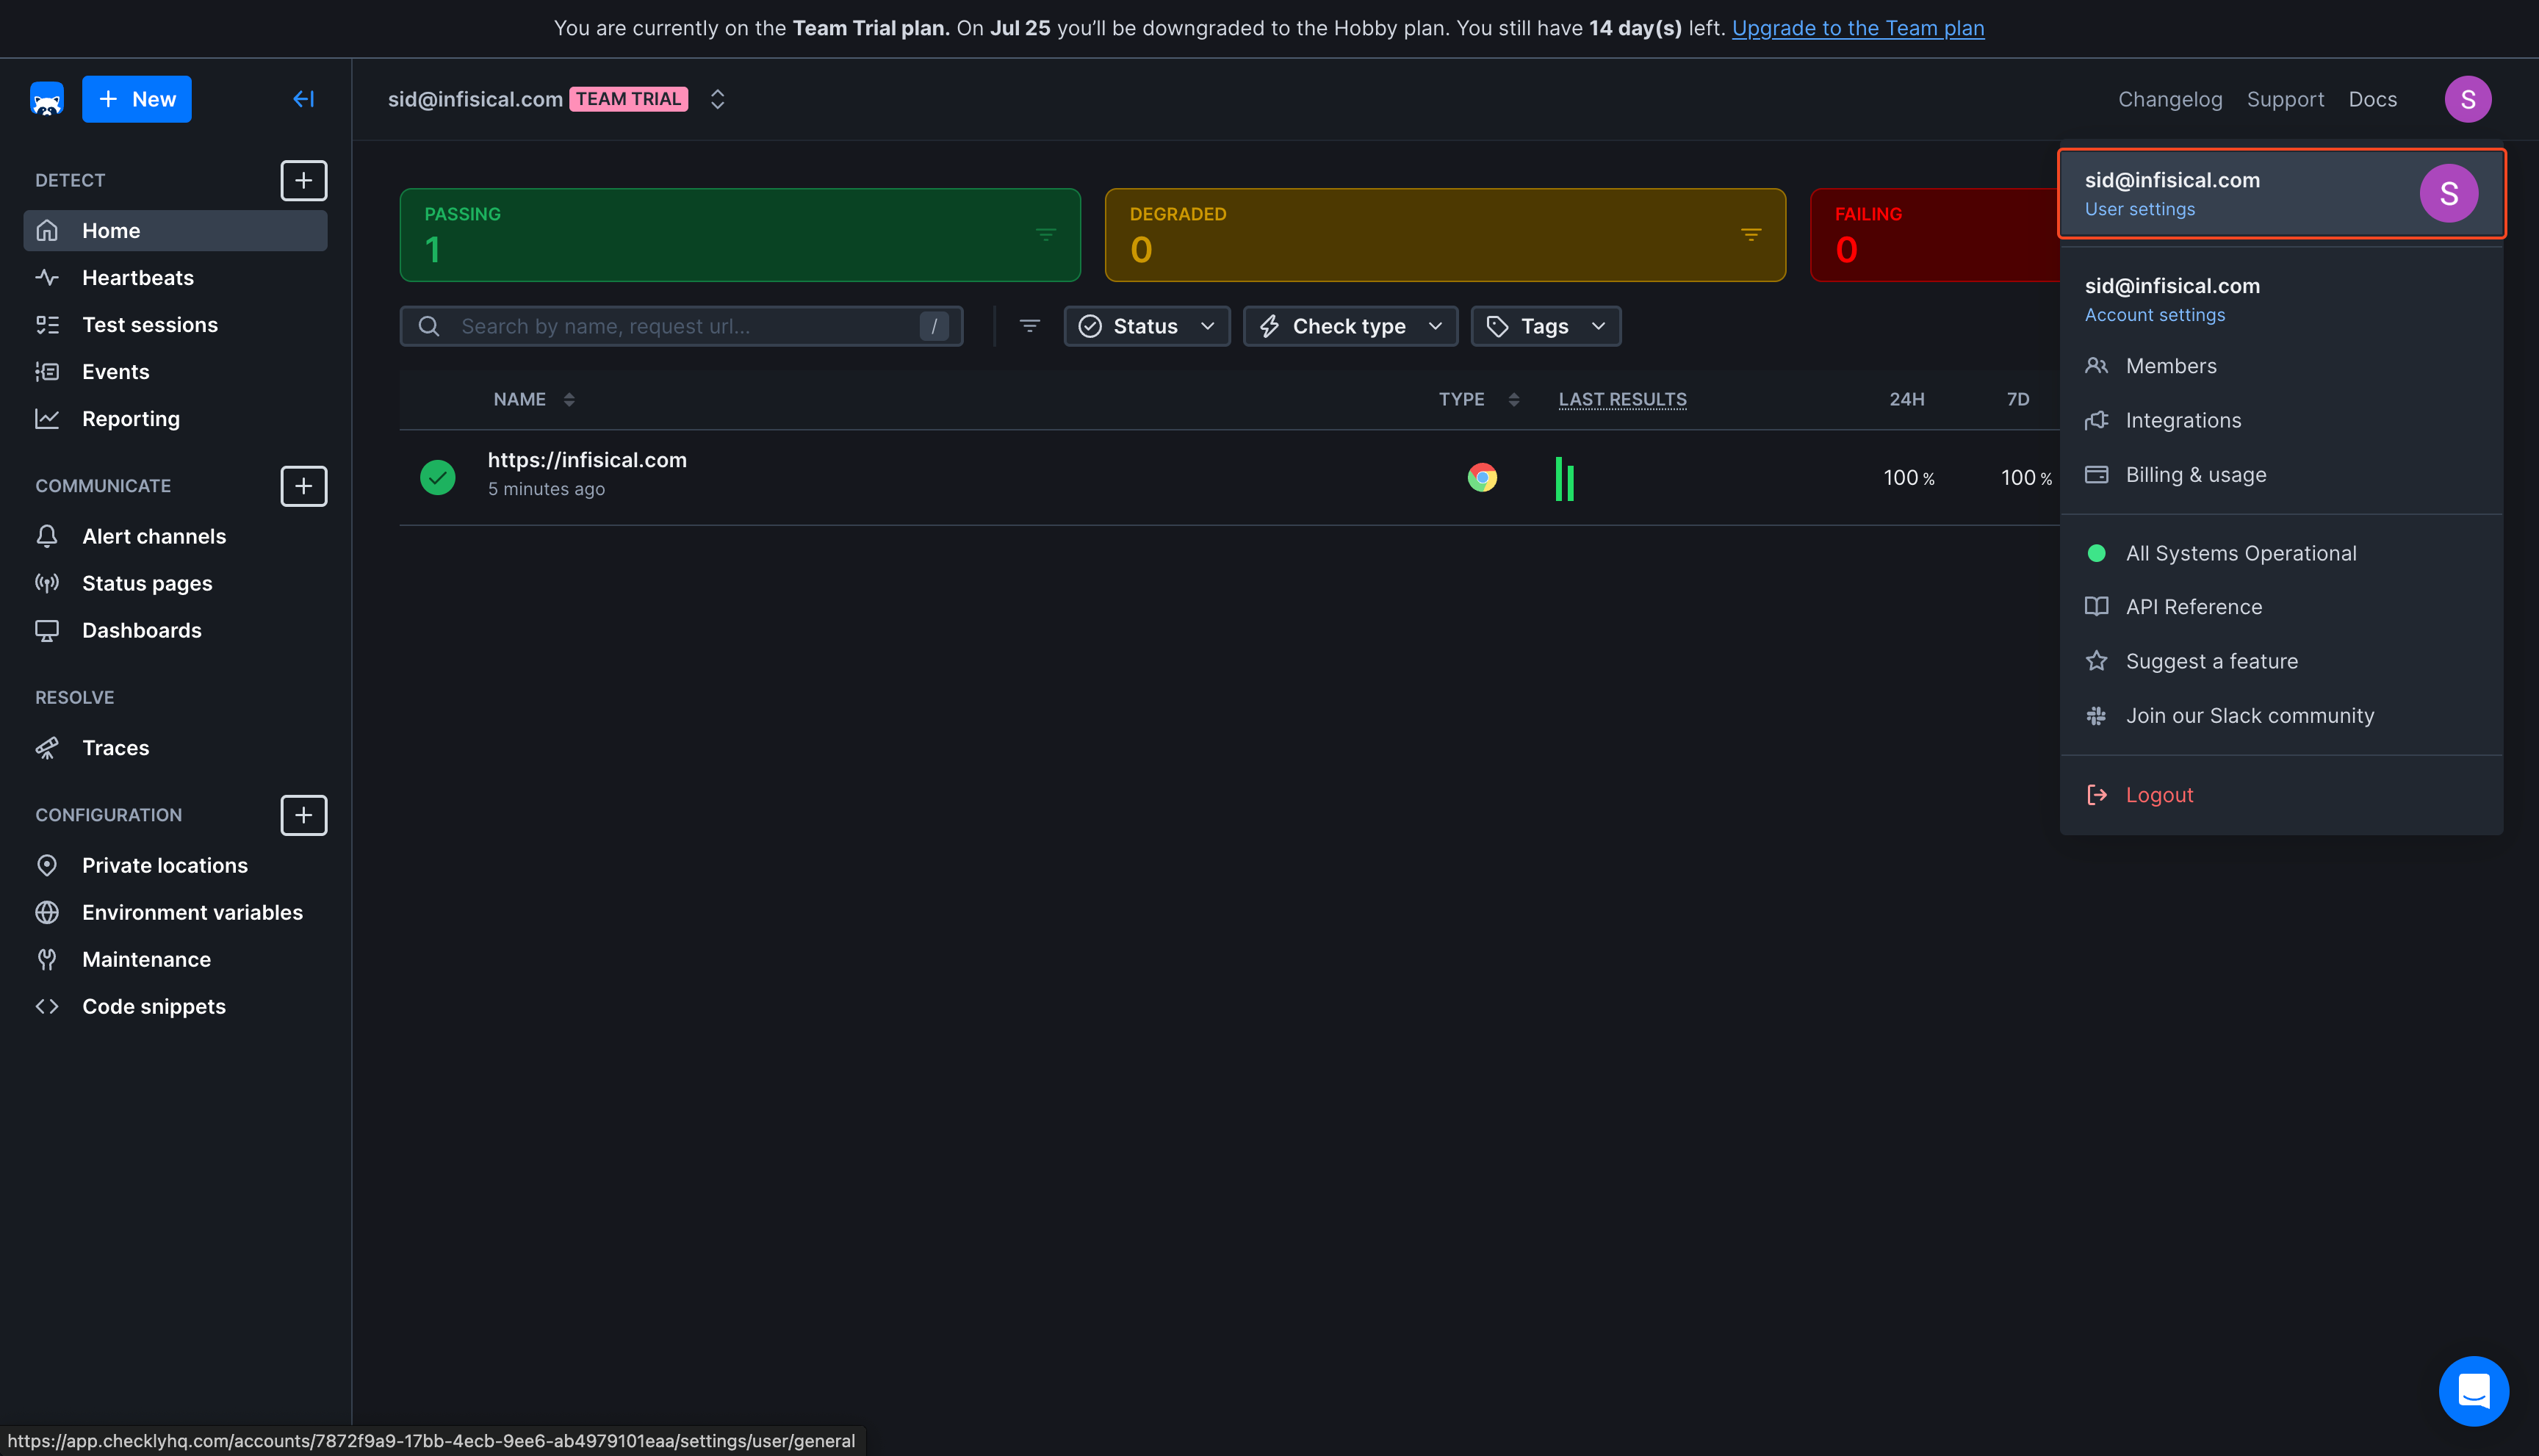 You are currently on the Team Trial plan. On Jul 25 you’ll be downgraded to the Hobby plan. You still have 14 day(s) left. Upgrade to the Team plan
New
sid@infisical.com TEAM TRIAL
Changelog Support Docs S
DETECT
Home
Heartbeats
Test sessions
Events
Reporting
COMMUNICATE
Alert channels
Status pages
Dashboards
RESOLVE
Traces
CONFIGURATION
Private locations
Environment variables
Maintenance
Code snippets
PASSING
1
DEGRADED
0
FAILING
0
Search by name, request url... /
Status
Check type
Tags
NAME TYPE LAST RESULTS 24H 7D
https://infisical.com
5 minutes ago
100 % 100 %
sid@infisical.com
User settings
S
sid@infisical.com
Account settings
Members
Integrations
Billing & usage
All Systems Operational
API Reference
Suggest a feature
Join our Slack community
Logout
https://app.checklyhq.com/accounts/7872f9a9-17bb-4ecb-9ee6-ab4979101eaa/settings/user/general